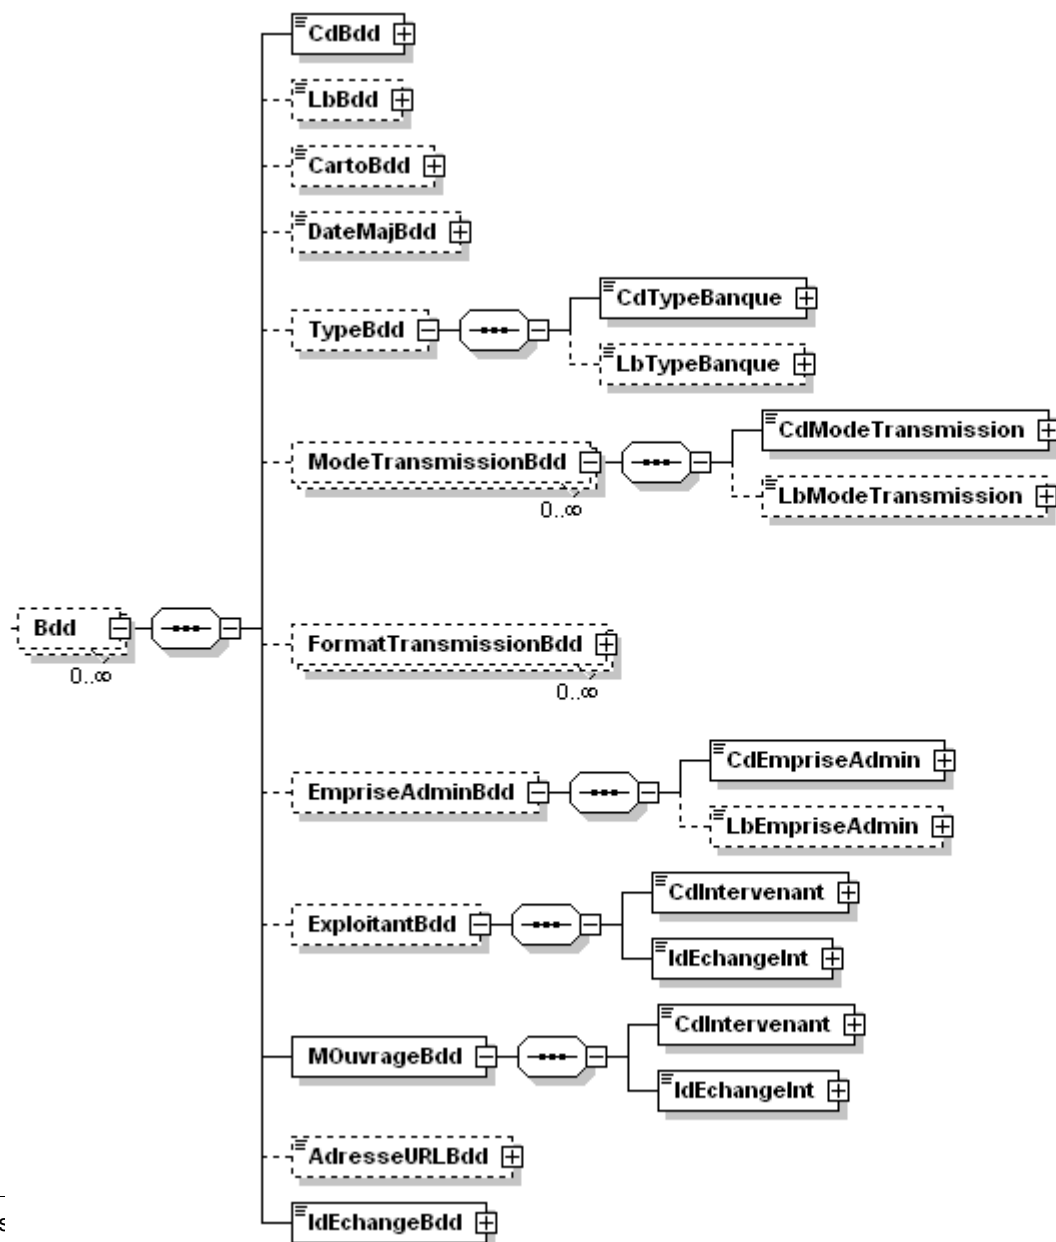 CdBdd
LbBdd
CartoBdd
DateMajBdd
TypeBdd
CdTypeBanque
LbTypeBanque
ModeTransmissionBdd
0..∞
CdModeTransmission
LbModeTransmission
Bdd
0..∞
FormatTransmissionBdd
0..∞
EmpriseAdminBdd
CdEmpriseAdmin
LbEmpriseAdmin
ExploitantBdd
CdIntervenant
IdEchangeInt
MOuvrageBdd
CdIntervenant
IdEchangeInt
AdresseURLBdd
IdEchangeBdd